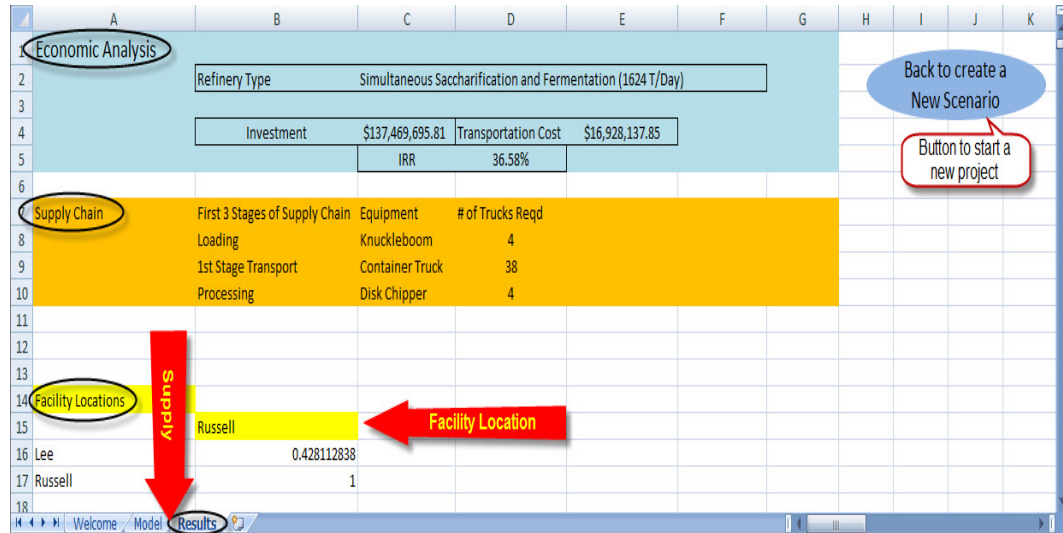 A B C D E F G H I J K
1 Economic Analysis
2 Refinery Type Simultaneous Saccharification and Fermentation (1624 T/Day)
Back to create a
New Scenario
3
4 Investment $137,469,695.81 Transportation Cost $16,928,137.85
Button to start a
new project
5 IRR 36.58%
6
7 Supply Chain First 3 Stages of Supply Chain Equipment # of Trucks Reqd
8 Loading Knuckleboom 4
9 1st Stage Transport Container Truck 38
10 Processing Disk Chipper 4
11
12
13
Supply
14 Facility Locations
15 Russell
Facility Location
16 Lee 0.428112838
17 Russell 1
18
Welcome Model Results